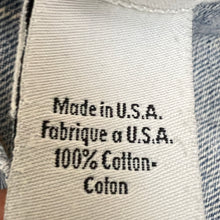 Made in U.S.A.
Fabrique a U.S.A.
100% Cotton-
Coton